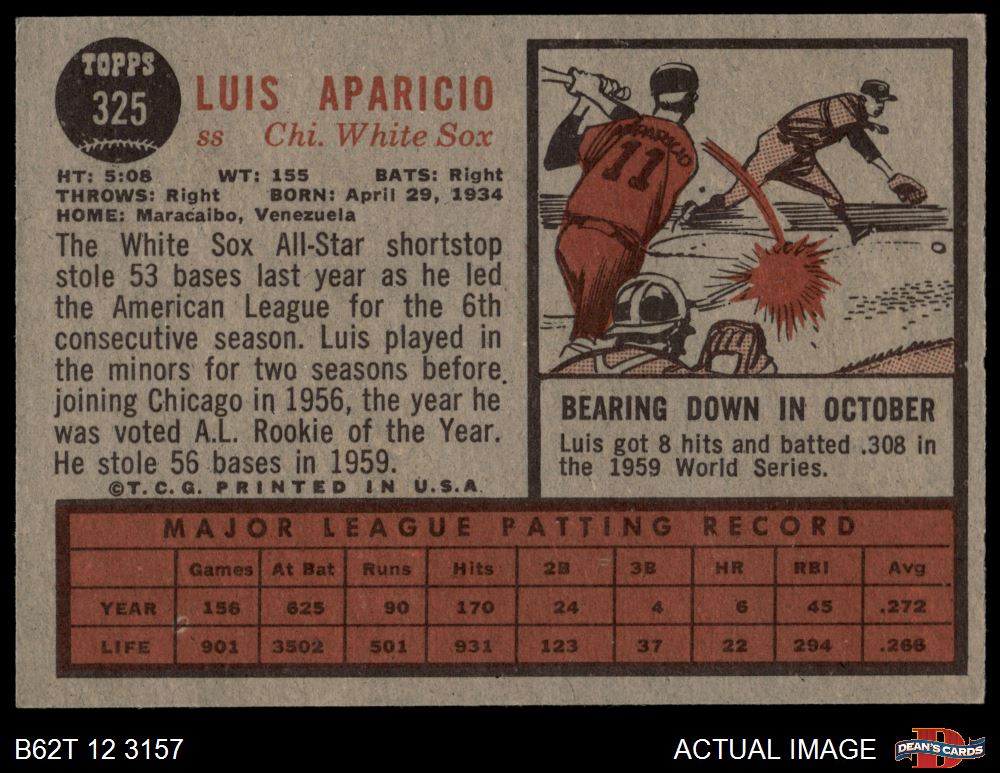 TOPPS
325
LUIS APARICIO
ss Chi. White Sox
HT: 5:08 WT: 155 BATS: Right
THROWS: Right BORN: April 29, 1934
HOME: Maracaibo, Venezuela
The White Sox All-Star shortstop
stole 53 bases last year as he led
the American League for the 6th
consecutive season. Luis played in
the minors for two seasons before
joining Chicago in 1956, the year he
was voted A.L. Rookie of the Year.
He stole 56 bases in 1959.
©T.C.G. PRINTED IN U.S.A.
APARICIO
11
BEARING DOWN IN OCTOBER
Luis got 8 hits and batted .308 in
the 1959 World Series.
MAJOR LEAGUE BATTING RECORD
Games At Bat Runs Hits 2B 3B HR RBI Avg
YEAR 156 625 90 170 24 4 6 45 .272
LIFE 901 3502 501 931 123 37 22 294 .266
B62T 12 3157
ACTUAL IMAGE
D
DEAN'S CARDS